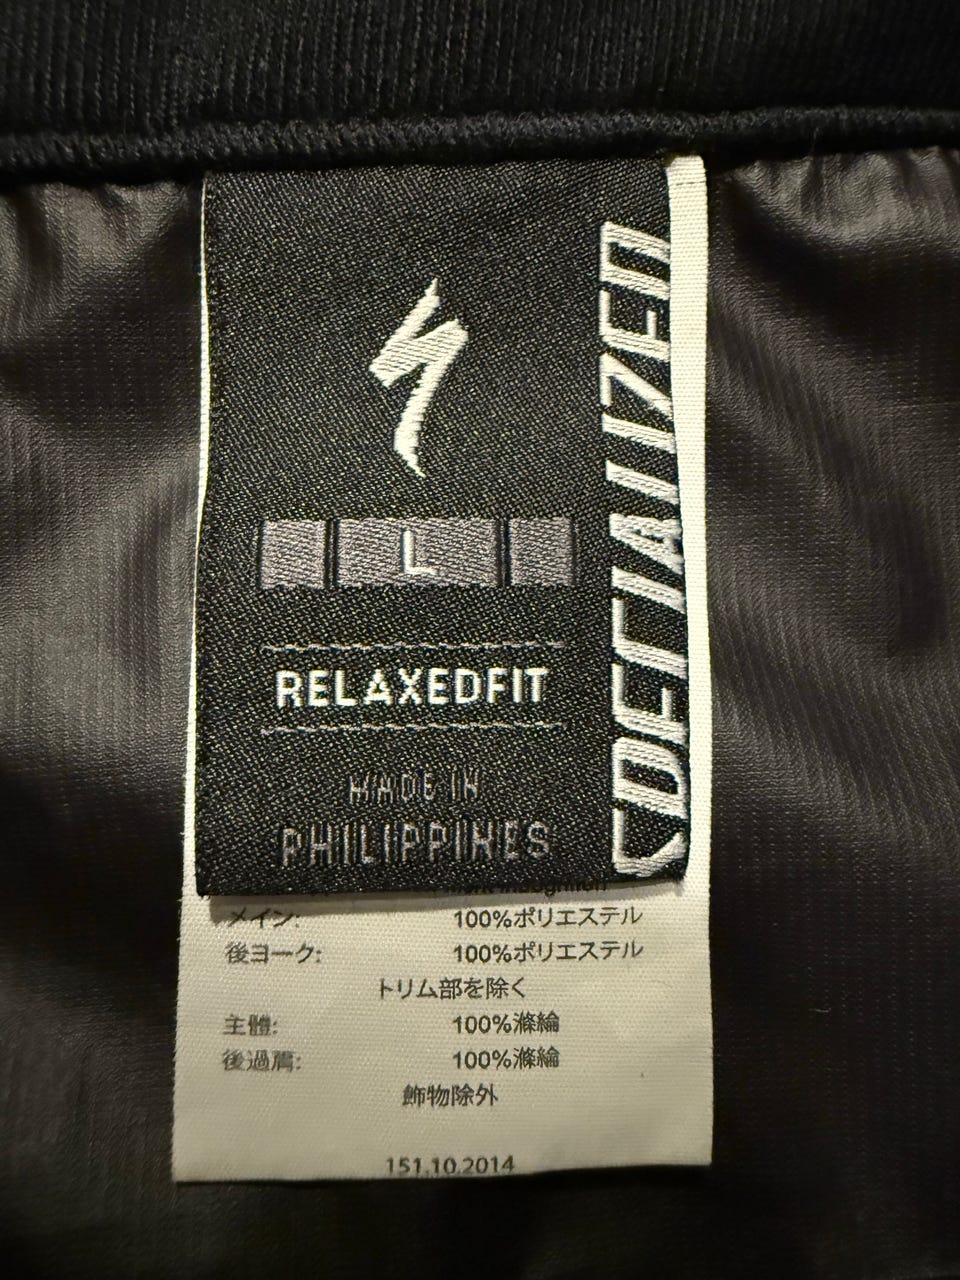 L
RELAXEDFIT
MADE IN
PHILIPPINES
SPECIALIZED
メイン: 100%ポリエステル
後ヨーク: 100%ポリエステル
トリム部を除く
主體: 100%滌綸
後過肩: 100%滌綸
飾物除外
151.10.2014